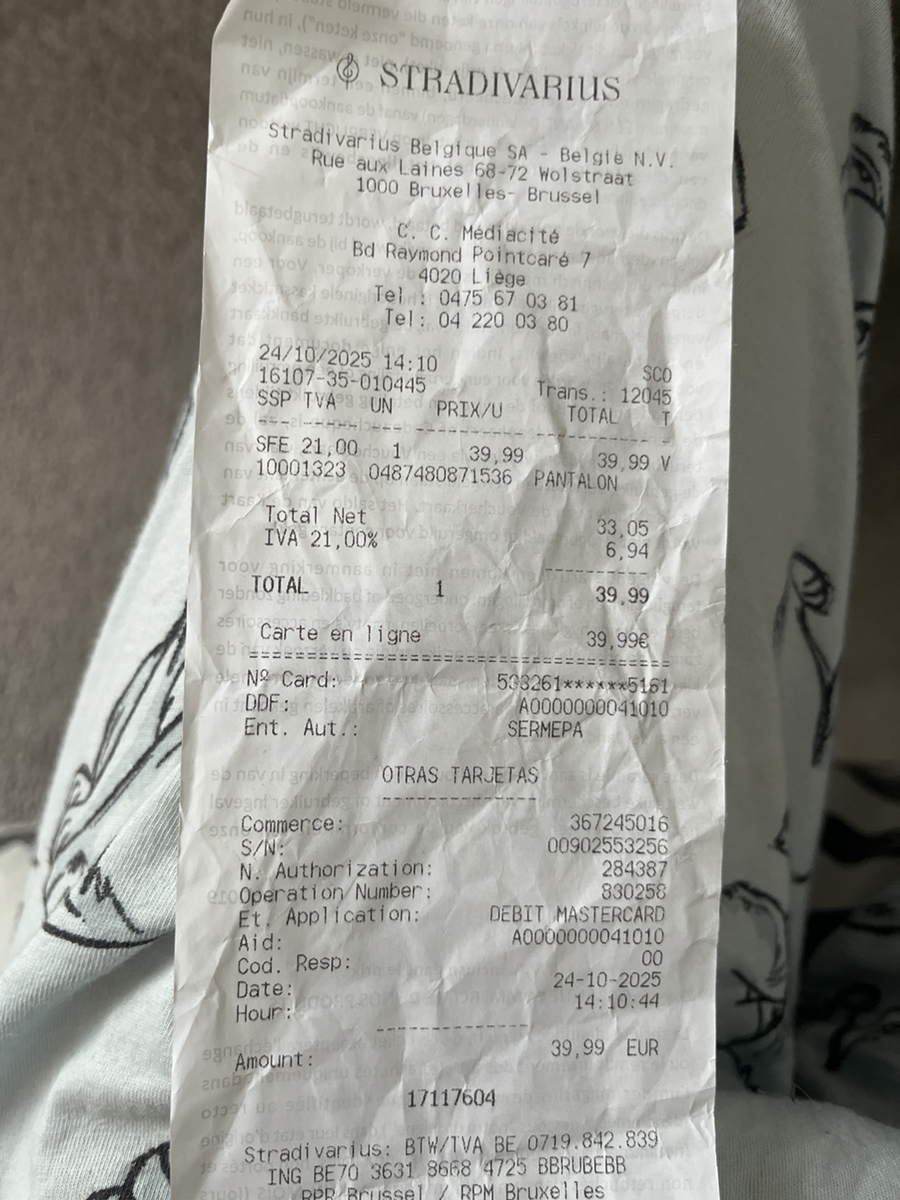 STRADIVARIUS
Stradivarius Belgique SA - Belgie N.V.
Rue aux Laines 68-72 Wolstraat
1000 Bruxelles- Brussel
C. C. Médiacité
Bd Raymond Pointcaré 7
4020 Liège
Tel : 0475 67 03 81
Tel: 04 220 03 80
24/10/2025 14:10 SCO
16107-35-010445 Trans.: 12045
SSP TVA UN PRIX/U TOTAL T
SFE 21,00 1 39,99 39,99 V
10001323 0487480871536 PANTALON
Total Net 33,05
IVA 21,00% 6,94
TOTAL 1 39,99
Carte en ligne 39,99€
Nº Card: 533261******5161
DDF: A0000000041010
Ent. Aut.: SERMEPA
OTRAS TARJETAS
Commerce: 367245016
S/N: 00902553256
N. Authorization: 284387
Operation Number: 830258
Et. Application: DEBIT MASTERCARD
Aid: A0000000041010
Cod. Resp: 00
Date: 24-10-2025
Hour: 14:10:44
Amount: 39,99 EUR
17117604
Stradivarius: BTW/TVA BE 0719.842.839
ING BE70 3631 8668 4725 BBRUBEBB
RPR Brussel / RPM Bruxelles